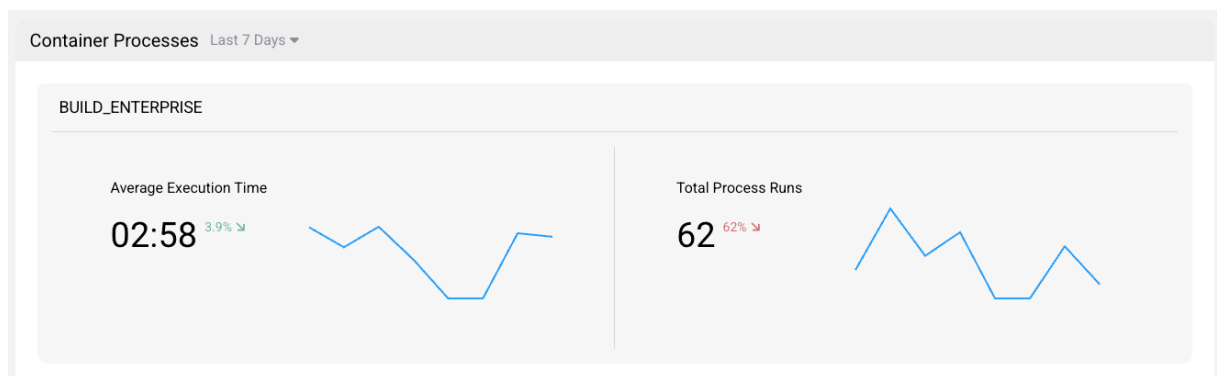 Container Processes Last 7 Days
BUILD_ENTERPRISE
Average Execution Time
02:58 3.9%
Total Process Runs
62 62%